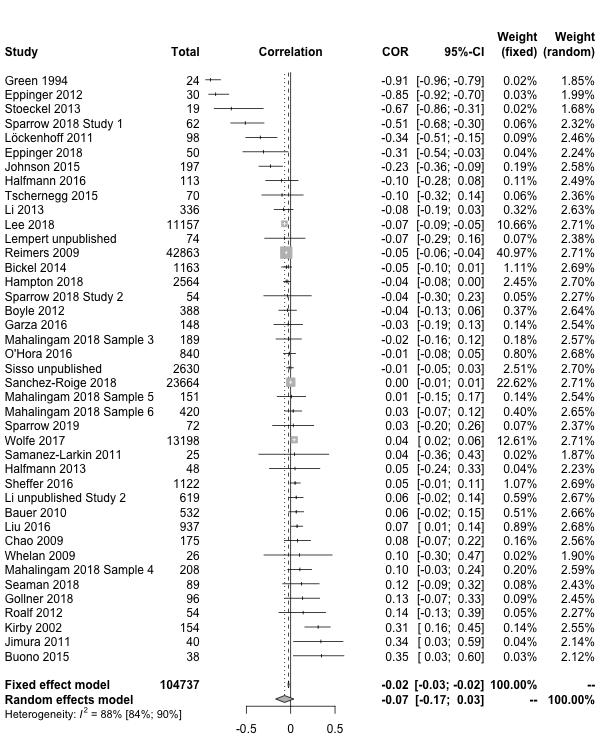 Weight Weight
Study Total Correlation COR 95%-CI (fixed) (random)
Green 1994 24 -0.91 [-0.96; -0.79] 0.02% 1.85%
Eppinger 2012 30 -0.85 [-0.92; -0.70] 0.03% 1.99%
Stoeckel 2013 19 -0.67 [-0.86; -0.31] 0.02% 1.68%
Sparrow 2018 Study 1 62 -0.51 [-0.68; -0.30] 0.06% 2.32%
Löckenhoff 2011 98 -0.34 [-0.51; -0.15] 0.09% 2.46%
Eppinger 2018 50 -0.31 [-0.54; -0.03] 0.04% 2.24%
Johnson 2015 197 -0.23 [-0.36; -0.09] 0.19% 2.58%
Halfmann 2016 113 -0.10 [-0.28; 0.08] 0.11% 2.49%
Tschernegg 2015 70 -0.10 [-0.32; 0.14] 0.06% 2.36%
Li 2013 336 -0.08 [-0.19; 0.03] 0.32% 2.63%
Lee 2018 11157 -0.07 [-0.09; -0.05] 10.66% 2.71%
Lempert unpublished 74 -0.07 [-0.29; 0.16] 0.07% 2.38%
Reimers 2009 42863 -0.05 [-0.06; -0.04] 40.97% 2.71%
Bickel 2014 1163 -0.05 [-0.10; 0.01] 1.11% 2.69%
Hampton 2018 2564 -0.04 [-0.08; 0.00] 2.45% 2.70%
Sparrow 2018 Study 2 54 -0.04 [-0.30; 0.23] 0.05% 2.27%
Boyle 2012 388 -0.04 [-0.13; 0.06] 0.37% 2.64%
Garza 2016 148 -0.03 [-0.19; 0.13] 0.14% 2.54%
Mahalingam 2018 Sample 3 189 -0.02 [-0.16; 0.12] 0.18% 2.57%
O'Hora 2016 840 -0.01 [-0.08; 0.05] 0.80% 2.68%
Sisso unpublished 2630 -0.01 [-0.05; 0.03] 2.51% 2.70%
Sanchez-Roige 2018 23664 0.00 [-0.01; 0.01] 22.62% 2.71%
Mahalingam 2018 Sample 5 151 0.01 [-0.15; 0.17] 0.14% 2.54%
Mahalingam 2018 Sample 6 420 0.03 [-0.07; 0.12] 0.40% 2.65%
Sparrow 2019 72 0.03 [-0.20; 0.26] 0.07% 2.37%
Wolfe 2017 13198 0.04 [ 0.02; 0.06] 12.61% 2.71%
Samanez-Larkin 2011 25 0.04 [-0.36; 0.43] 0.02% 1.87%
Halfmann 2013 48 0.05 [-0.24; 0.33] 0.04% 2.23%
Sheffer 2016 1122 0.05 [-0.01; 0.11] 1.07% 2.69%
Li unpublished Study 2 619 0.06 [-0.02; 0.14] 0.59% 2.67%
Bauer 2010 532 0.06 [-0.02; 0.15] 0.51% 2.66%
Liu 2016 937 0.07 [ 0.01; 0.14] 0.89% 2.68%
Chao 2009 175 0.08 [-0.07; 0.22] 0.16% 2.56%
Whelan 2009 26 0.10 [-0.30; 0.47] 0.02% 1.90%
Mahalingam 2018 Sample 4 208 0.10 [-0.03; 0.24] 0.20% 2.59%
Seaman 2018 89 0.12 [-0.09; 0.32] 0.08% 2.43%
Gollner 2018 96 0.13 [-0.07; 0.33] 0.09% 2.45%
Roalf 2012 54 0.14 [-0.13; 0.39] 0.05% 2.27%
Kirby 2002 154 0.31 [ 0.16; 0.45] 0.14% 2.55%
Jimura 2011 40 0.34 [ 0.03; 0.59] 0.04% 2.14%
Buono 2015 38 0.35 [ 0.03; 0.60] 0.03% 2.12%
Fixed effect model 104737 -0.02 [-0.03; -0.02] 100.00% --
Random effects model -0.07 [-0.17; 0.03] -- 100.00%
Heterogeneity: I² = 88% [84%; 90%]
-0.5 0 0.5